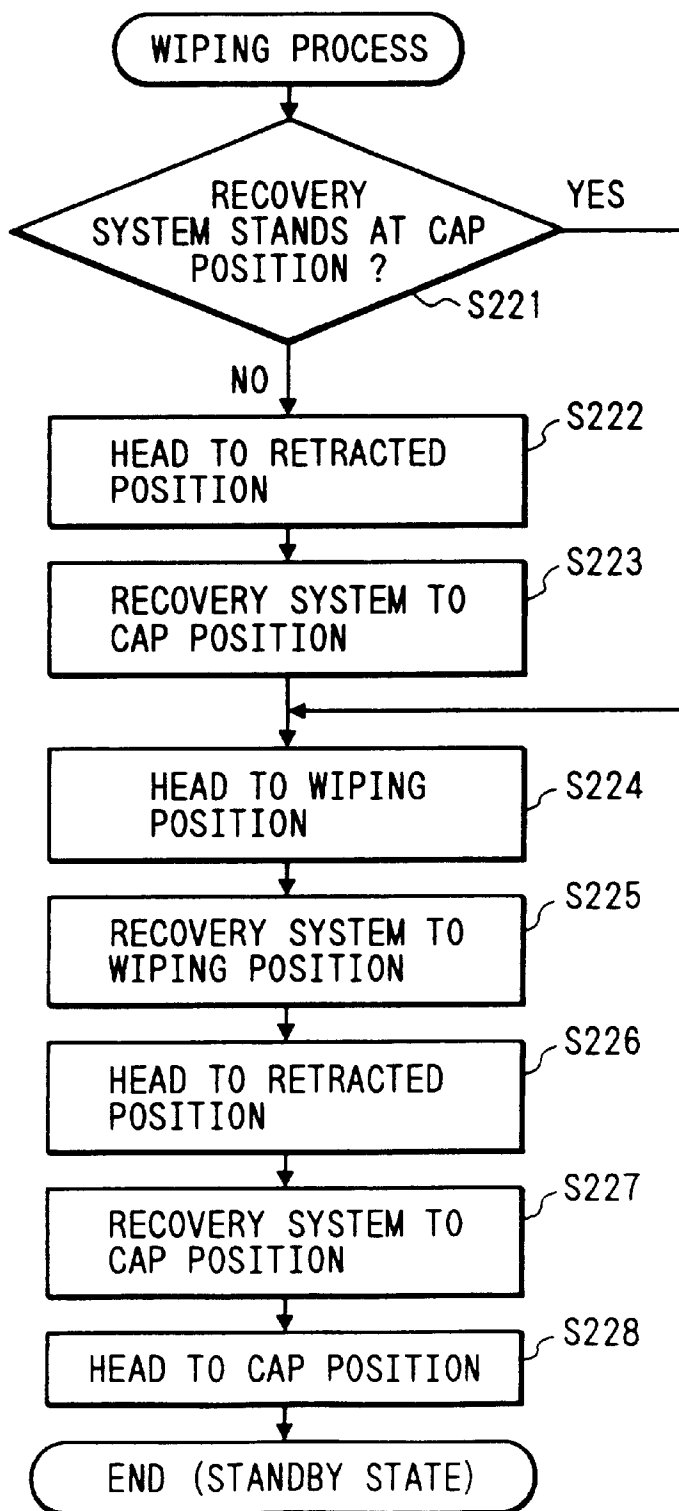 WIPING PROCESS
RECOVERY
SYSTEM STANDS AT CAP
POSITION ?
YES
S221
NO
S222
HEAD TO RETRACTED
POSITION
S223
RECOVERY SYSTEM TO
CAP POSITION
HEAD TO WIPING
POSITION
S224
S225
RECOVERY SYSTEM TO
WIPING POSITION
S226
HEAD TO RETRACTED
POSITION
S227
RECOVERY SYSTEM TO
CAP POSITION
S228
HEAD TO CAP POSITION
END (STANDBY STATE)